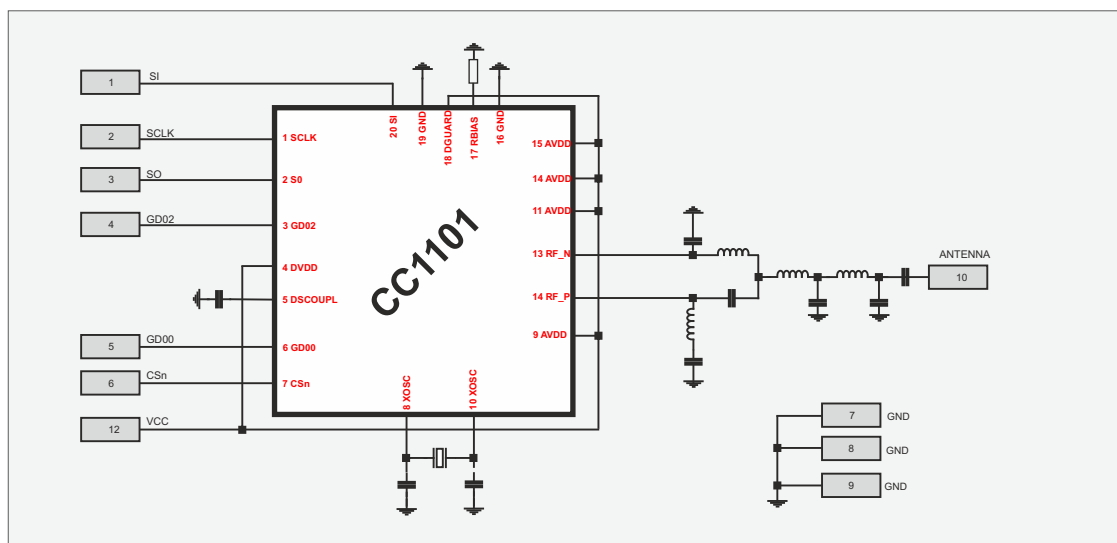 1 SI
2 SCLK
3 SO
4 GD02
5 GD00
6 CSn
12 VCC
20 SI
19 GND
18 DGUARD
17 RBIAS
16 GND
1 SCLK
2 S0
3 GD02
4 DVDD
5 DSCOUPL
6 GD00
7 CSn
CC1101
15 AVDD
14 AVDD
11 AVDD
13 RF_N
14 RF_P
9 AVDD
8 XOSC
10 XOSC
ANTENNA
10
7 GND
8 GND
9 GND